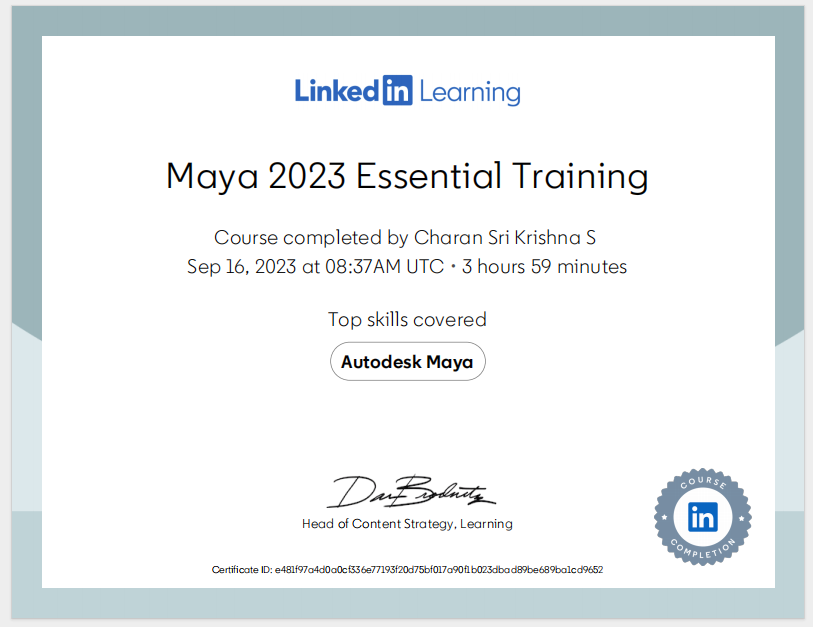 Linked in Learning
Maya 2023 Essential Training
Course completed by Charan Sri Krishna S
Sep 16, 2023 at 08:37AM UTC • 3 hours 59 minutes
Top skills covered
Autodesk Maya
Dan Brodnitz
Head of Content Strategy, Learning
COURSE
in
COMPLETION
Certificate ID: e481f97a4d0a0cf336e77193f20d75bf017a90f1b023dbad89be689ba1cd9652